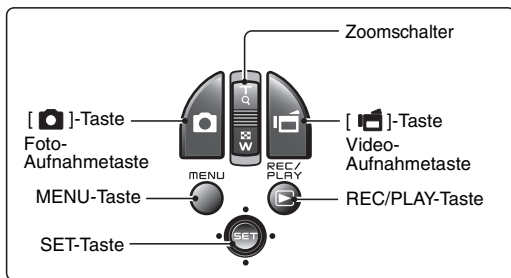 Zoomschalter
T
[ ]-Taste
Foto-
Aufnahmetaste
W
[ ]-Taste
Video-
Aufnahmetaste
MENU
REC/
PLAY
MENU-Taste
REC/PLAY-Taste
SET
SET-Taste